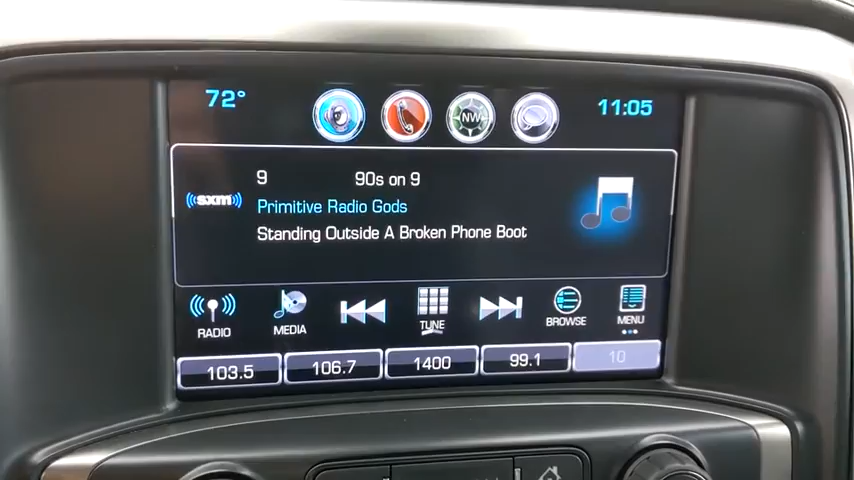 72°
NW
11:05
9
90s on 9
sxm
Primitive Radio Gods
Standing Outside A Broken Phone Boot
RADIO
MEDIA
TUNE
BROWSE
MENU
103.5
106.7
1400
99.1
10